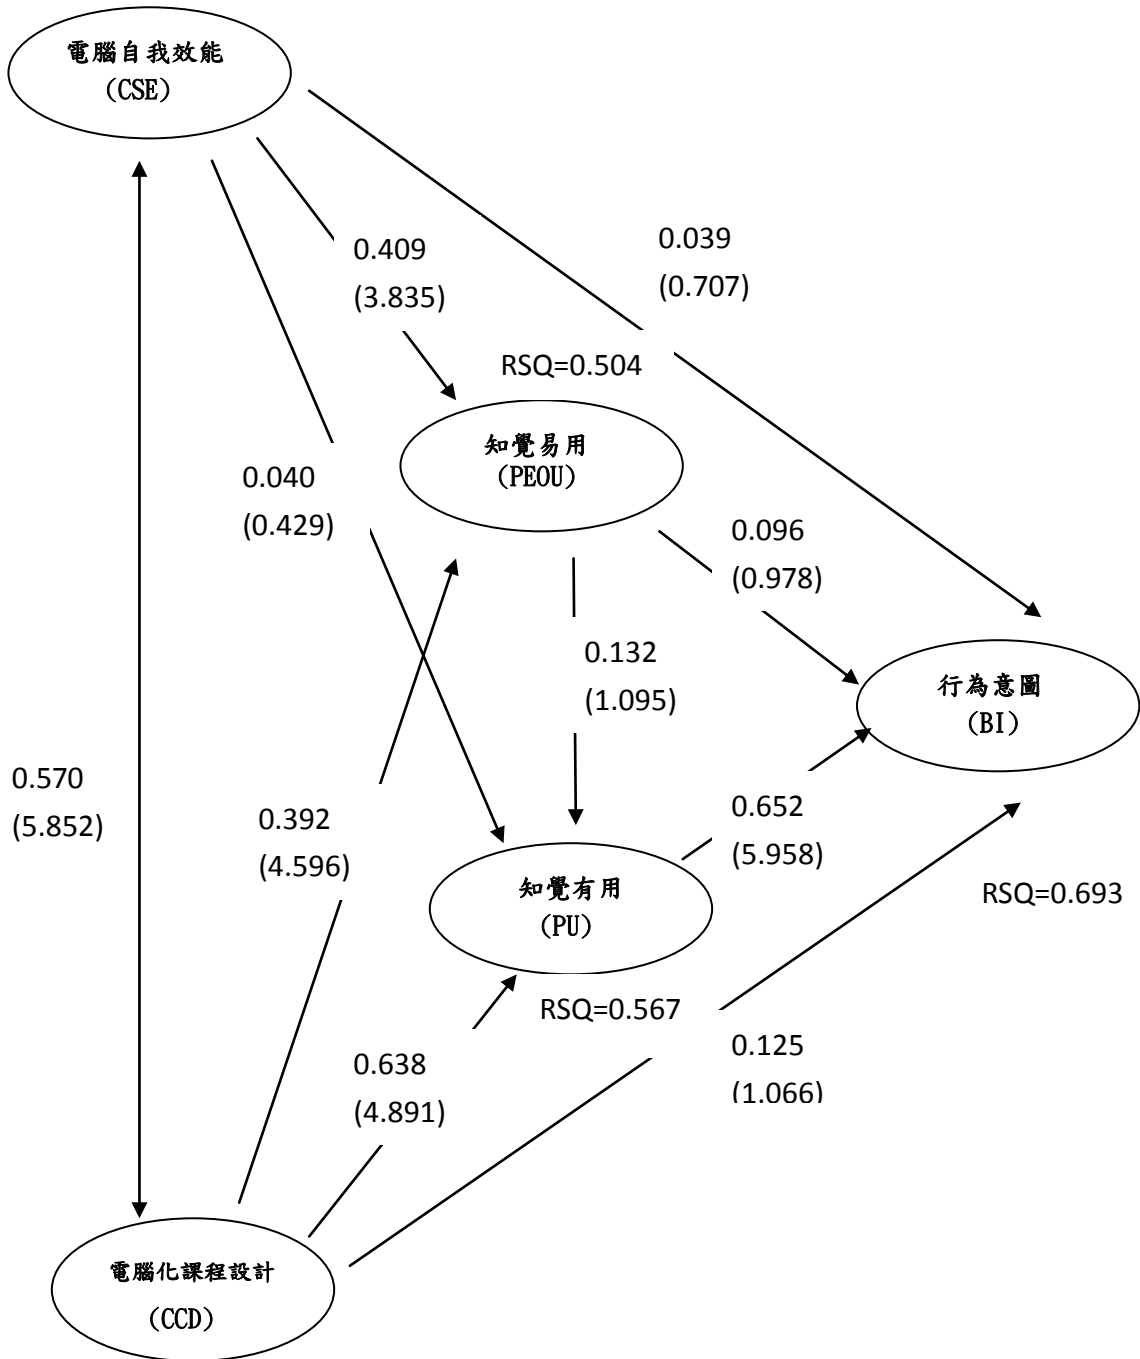 電腦自我效能
(CSE)
0.409
(3.835)
0.039
(0.707)
RSQ=0.504
知覺易用
(PEOU)
0.040
(0.429)
0.096
(0.978)
0.132
(1.095)
行為意圖
(BI)
0.570
(5.852)
0.392
(4.596)
0.652
(5.958)
知覺有用
(PU)
RSQ=0.693
RSQ=0.567
0.638
(4.891)
0.125
(1.066)
電腦化課程設計
(CCD)